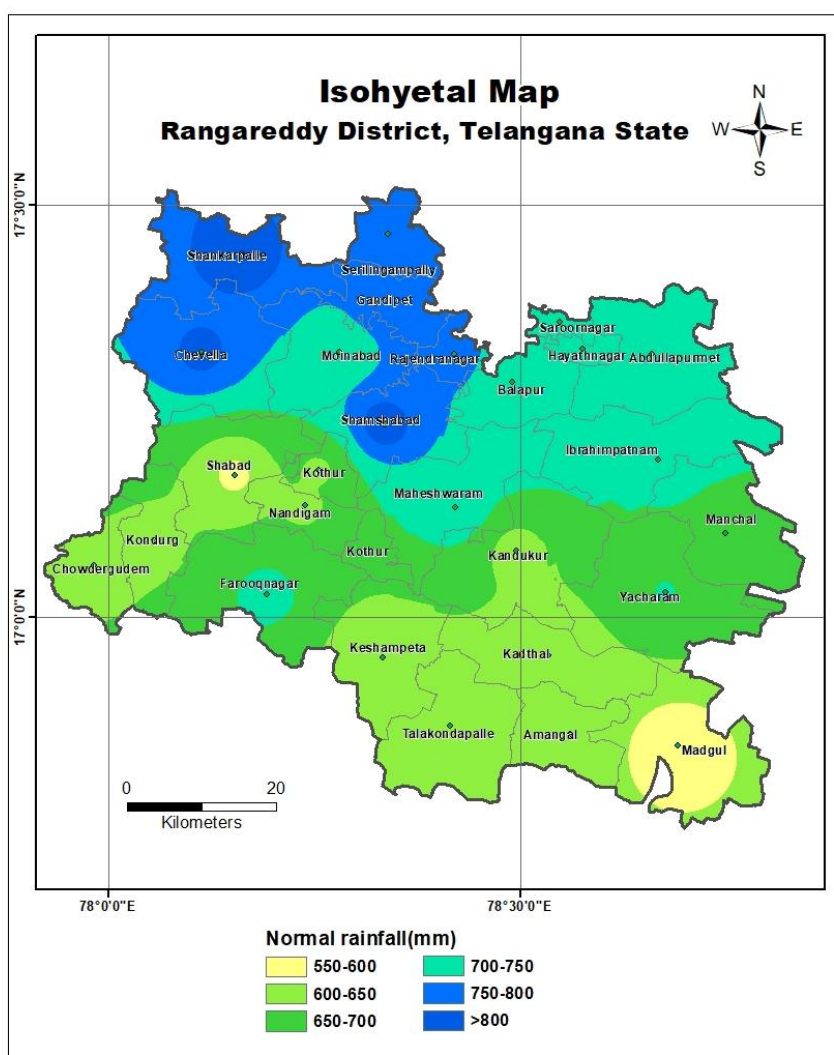 Isohyetal Map
Rangareddy District, Telangana State
N
W E
S
17°30'0"N
17°0'0"N
Shankarpalle
Serilingampally
Gandipet
Saroornagar
Chevella
Moinabad
Rajendranagar
Hayathnagar
Abdullapurmet
Balapur
Shamshabad
Ibrahimpatnam
Shabad
Kothur
Maheshwaram
Nandigam
Manchal
Kondurg
Kothur
Kandukur
Chowdergudem
Farooqnagar
Yacharam
Keshampeta
Kadthal
Talakondapalle
Amangal
Madgul
0 20
Kilometers
78°0'0"E
78°30'0"E
Normal rainfall(mm)
550-600
600-650
650-700
700-750
750-800
>800